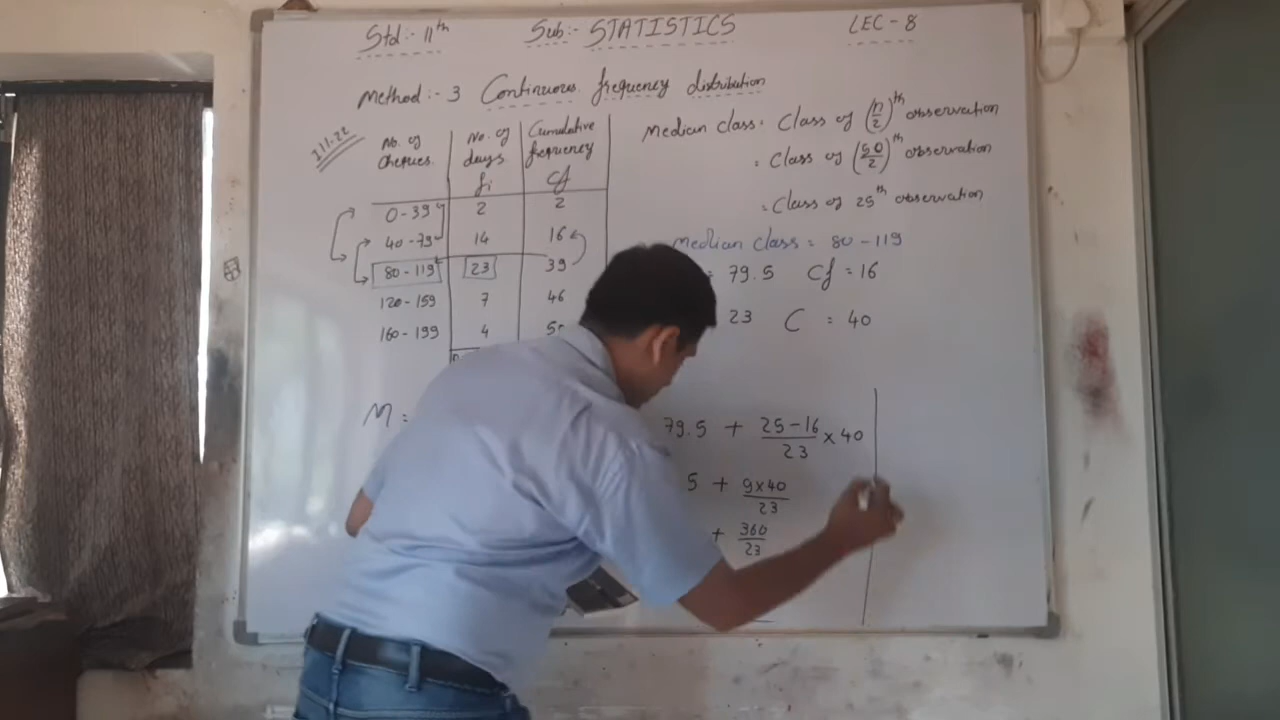 Std:- 11th Sub:- STATISTICS LEC-8
Method:- 3 Continuous frequency distribution
Ill.22
No. of cheques. No. of days fi Cumulative frequency Cf
0-39 2 2
40-79 14 16
80-119 23 39
120-159 7 46
160-199 4
Median class = Class of (n/2)th observation
= Class of (50/2)th observation
= Class of 25th observation
Median class = 80-119
= 79.5 Cf = 16
23 C = 40
M =
79.5 + 25-16/23 × 40
5 + 9×40/23
+ 360/23